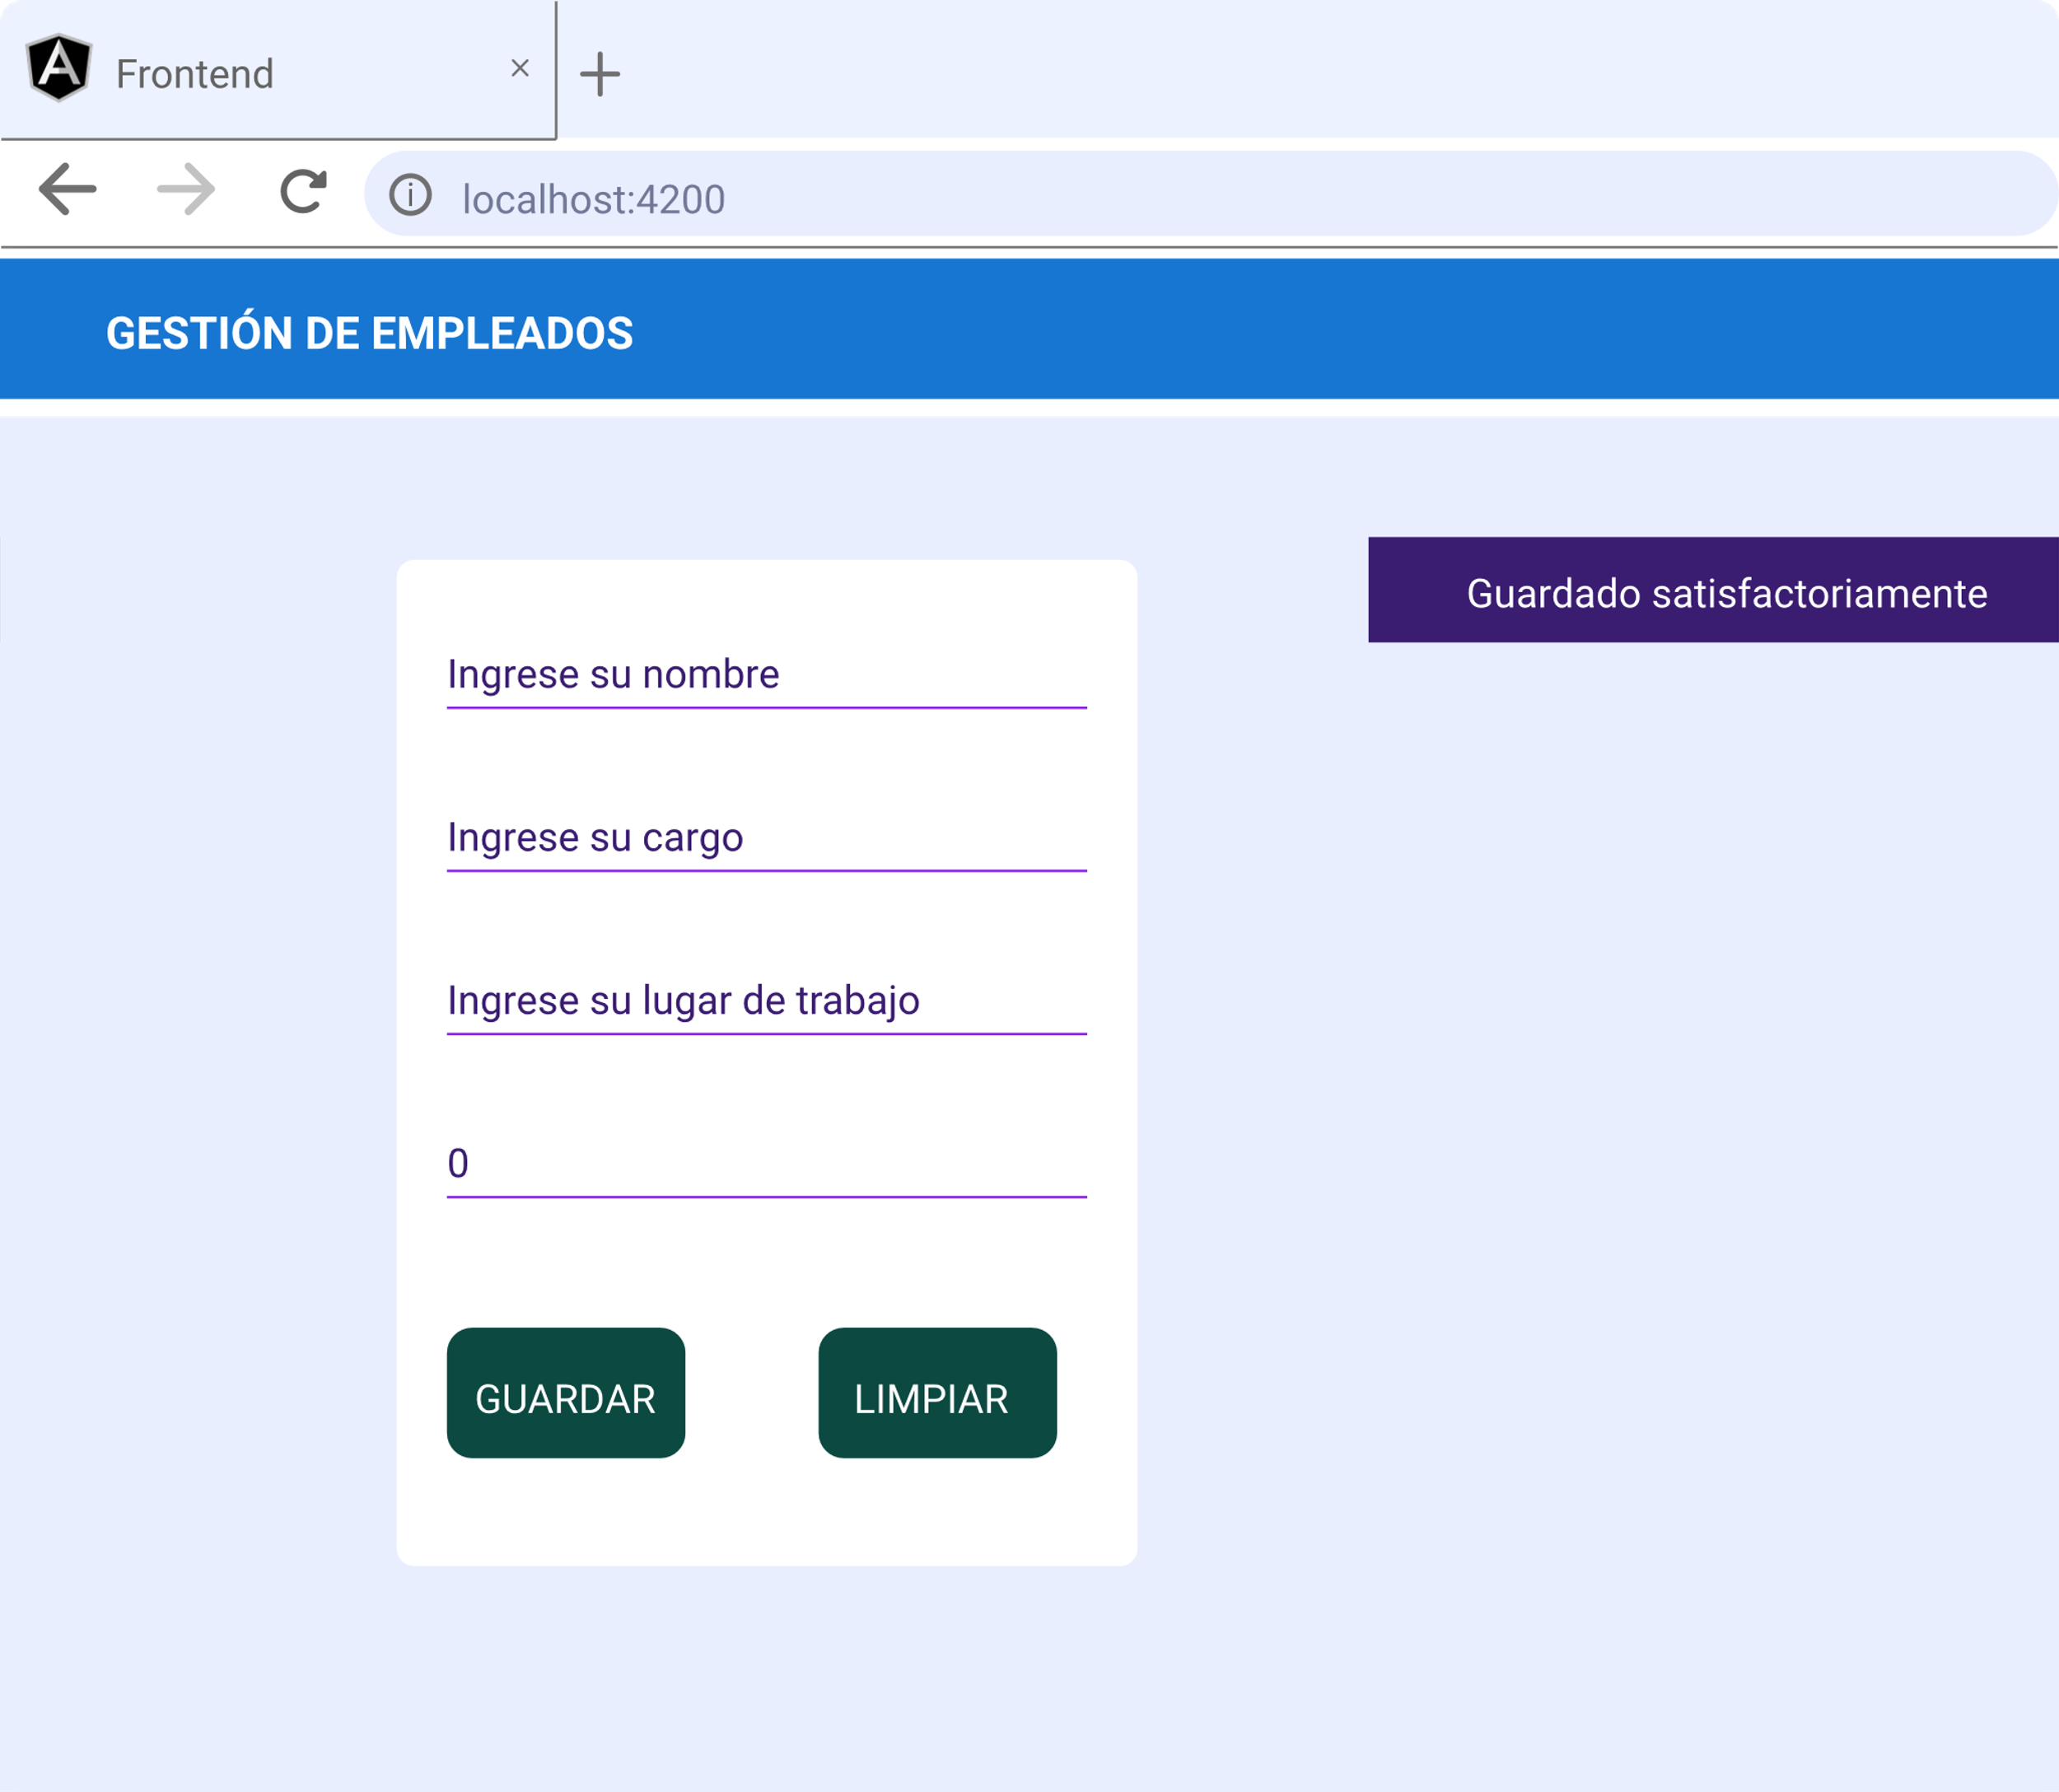 Frontend
localhost:4200
GESTIÓN DE EMPLEADOS
Guardado satisfactoriamente
Ingrese su nombre
Ingrese su cargo
Ingrese su lugar de trabajo
0
GUARDAR
LIMPIAR